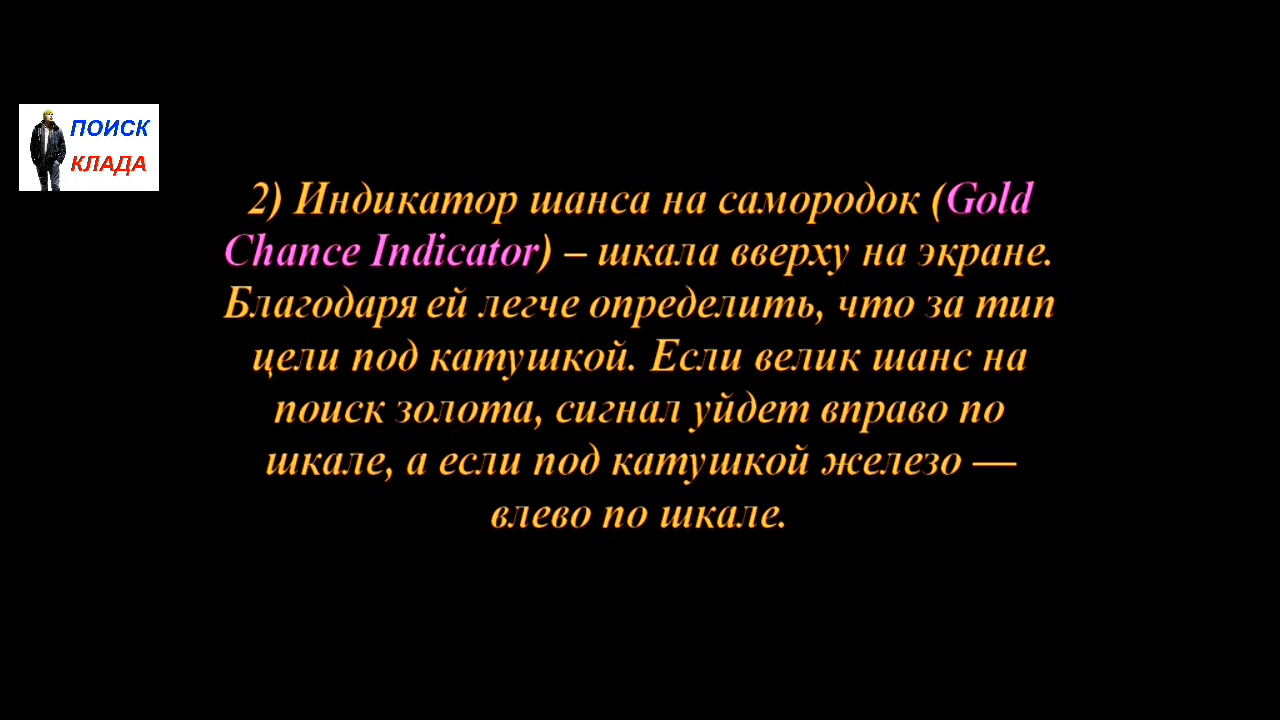 ПОИСК
КЛАДА
2) Индикатор шанса на самородок (Gold
Chance Indicator) – шкала вверху на экране.
Благодаря ей легче определить, что за тип
цели под катушкой. Если велик шанс на
поиск золота, сигнал уйдет вправо по
шкале, а если под катушкой железо —
влево по шкале.